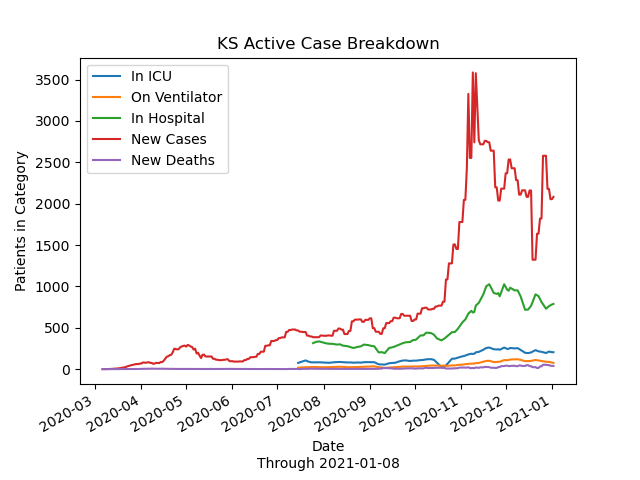 KS Active Case Breakdown
In ICU
On Ventilator
In Hospital
New Cases
New Deaths
Patients in Category
3500
3000
2500
2000
1500
1000
500
0
2020-03
2020-04
2020-05
2020-06
2020-07
2020-08
2020-09
2020-10
2020-11
2020-12
2021-01
Date
Through 2021-01-08